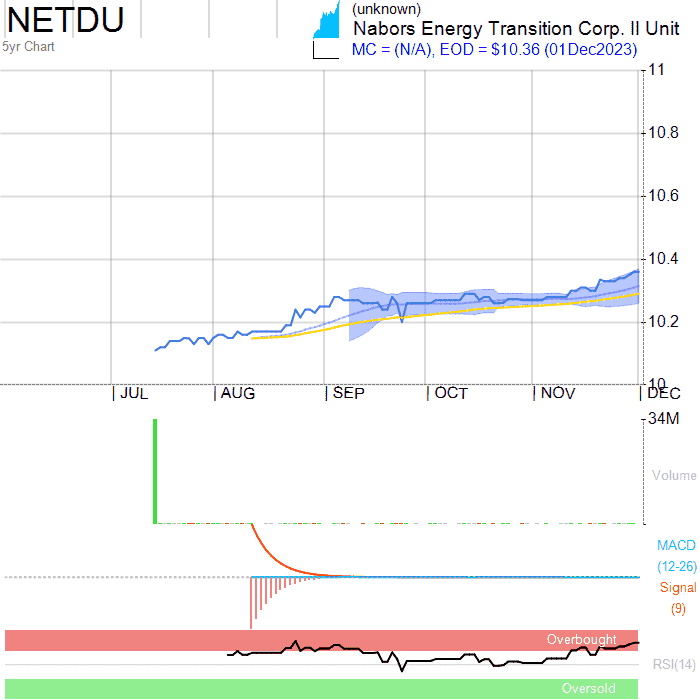 NETDU
5yr Chart
(unknown)
Nabors Energy Transition Corp. II Unit
MC = (N/A), EOD = $10.36 (01Dec2023)
11
10.8
10.6
10.4
10.2
10
JUL AUG SEP OCT NOV DEC
34M
Volume
MACD
(12-26)
Signal
(9)
Overbought
RSI(14)
Oversold